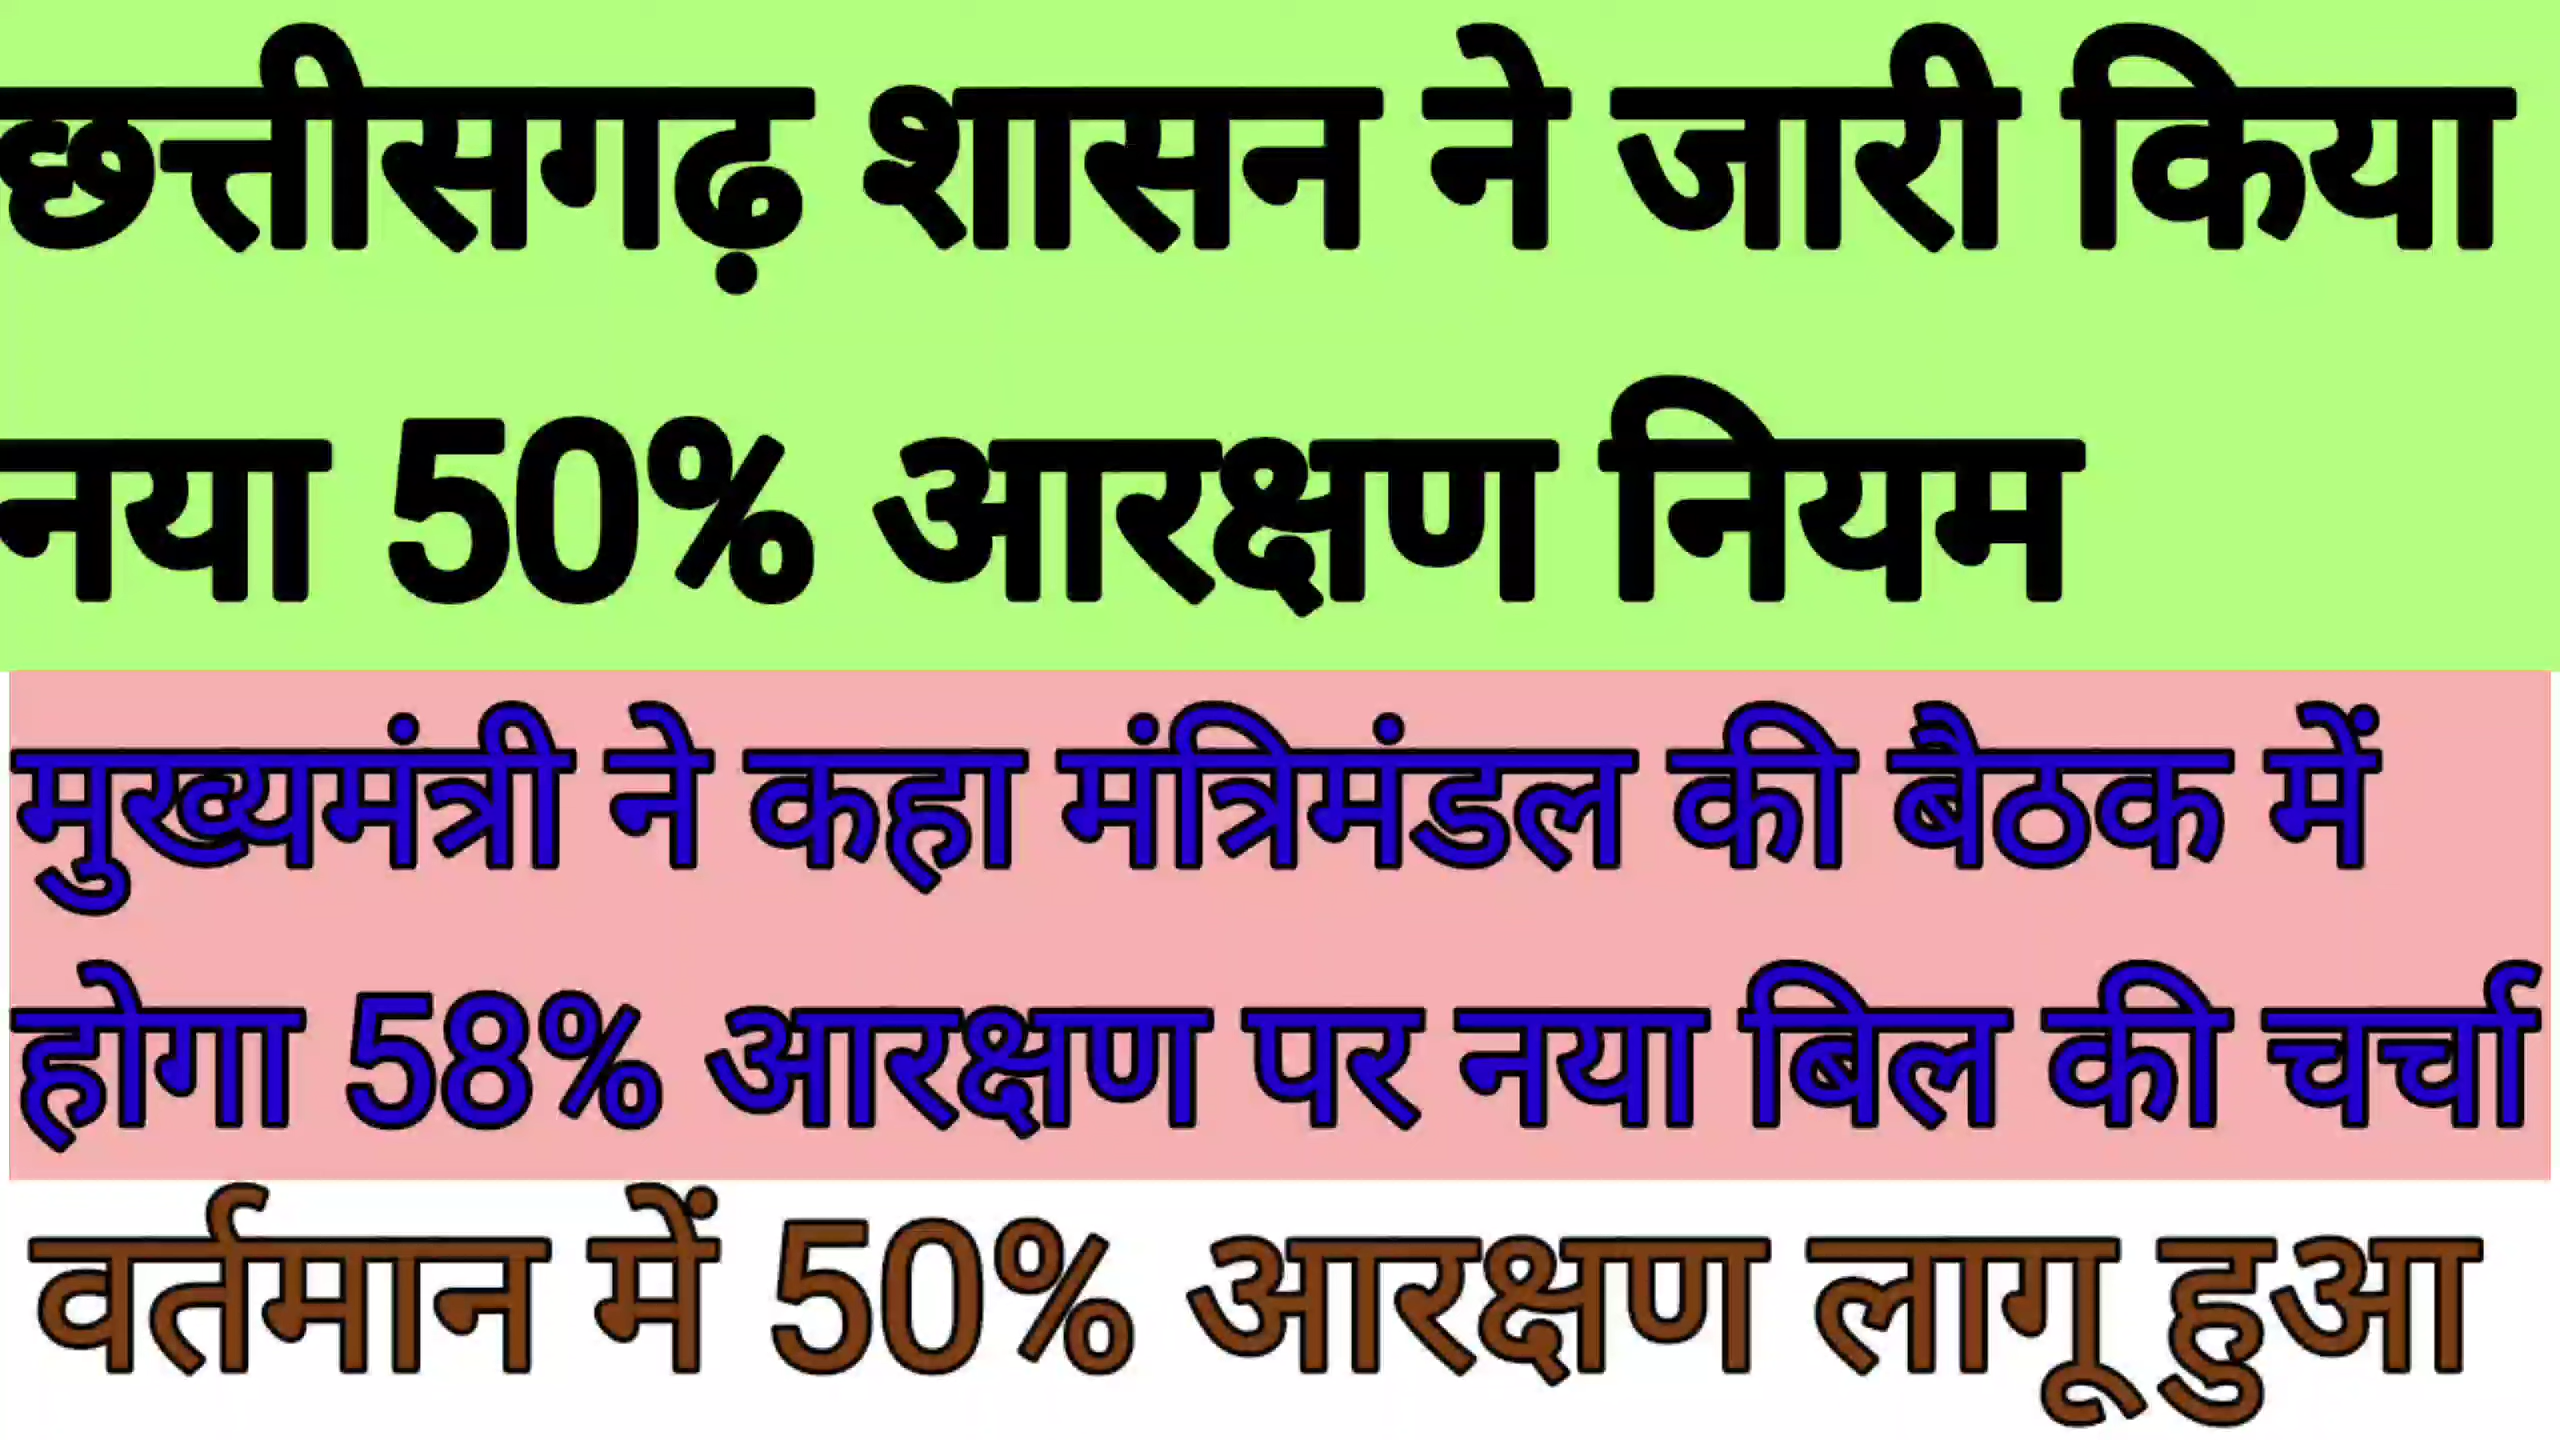 छत्तीसगढ़ शासन ने जारी किया
नया 50% आरक्षण नियम
मुख्यमंत्री ने कहा मंत्रिमंडल की बैठक में
होगा 58% आरक्षण पर नया बिल की चर्चा
वर्तमान में 50% आरक्षण लागू हुआ